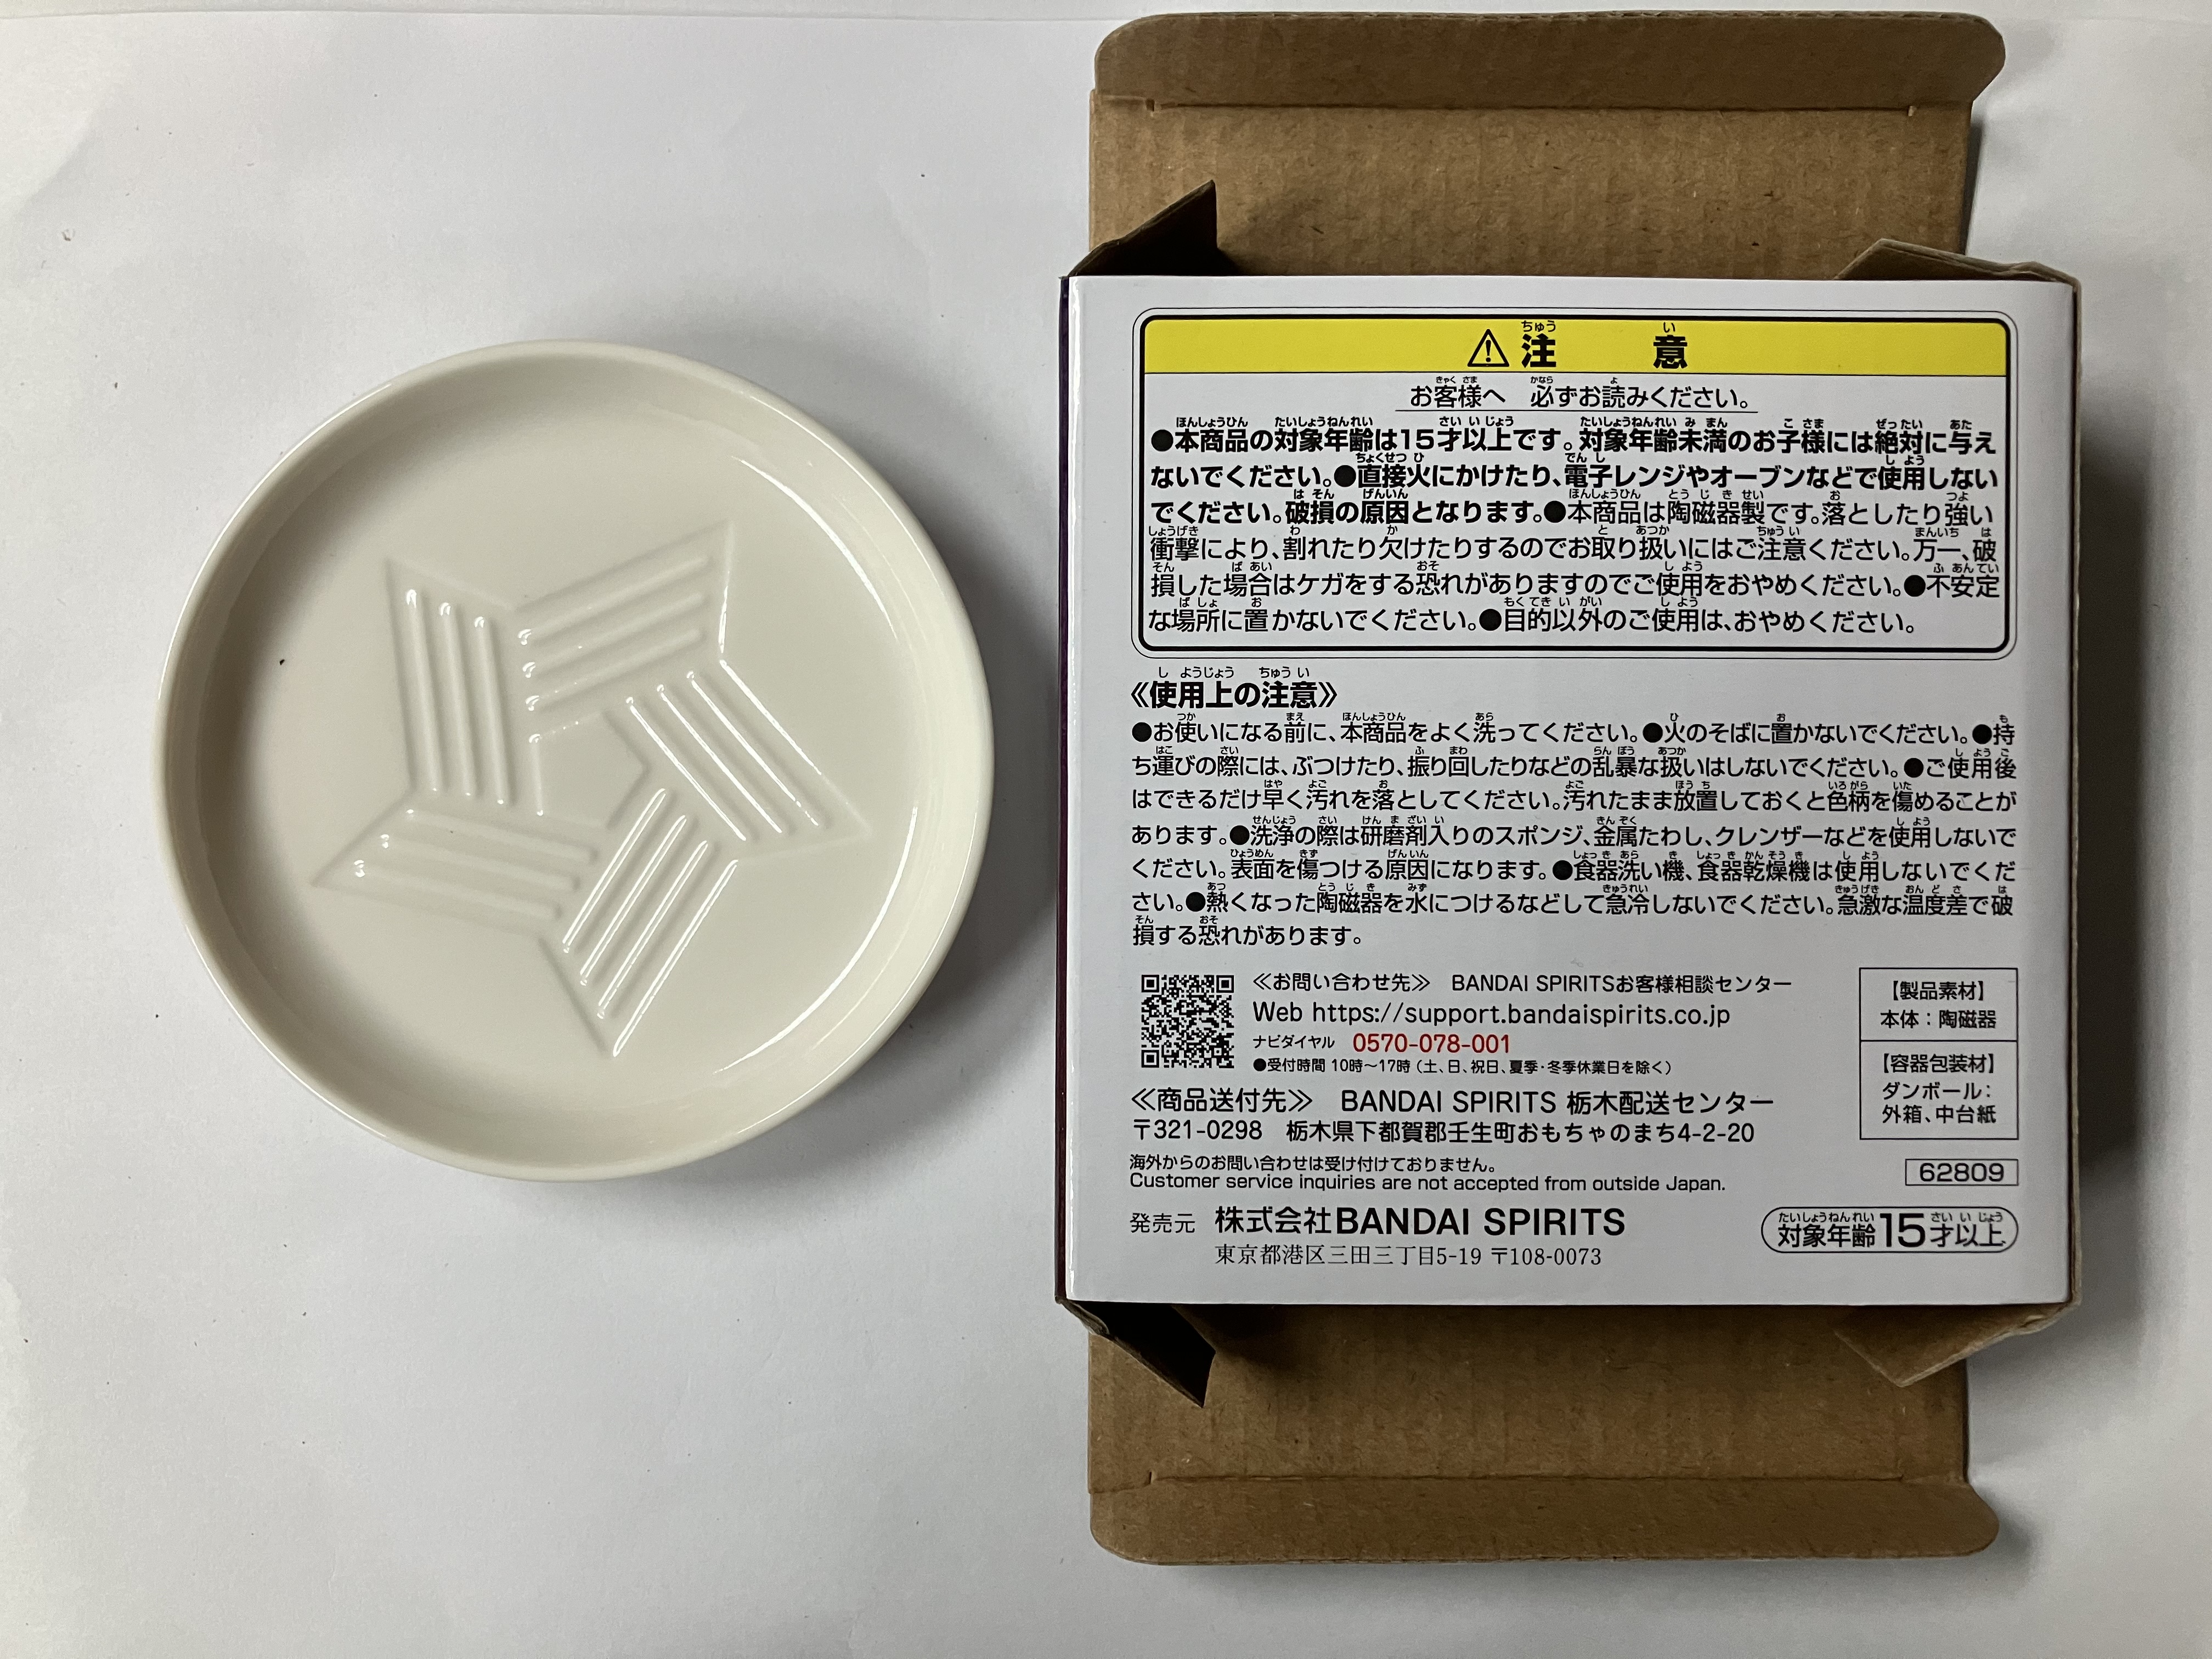 ⚠注意
お客様へ 必ずお読みください。
●本商品の対象年齢は15才以上です。対象年齢未満のお子様には絶対に与え
ないでください。●直接火にかけたり、電子レンジやオーブンなどで使用しない
でください。破損の原因となります。●本商品は陶磁器製です。落としたり強い
衝撃により、割れたり欠けたりするのでお取り扱いにはご注意ください。万一、破
損した場合はケガをする恐れがありますのでご使用をおやめください。●不安定
な場所に置かないでください。●目的以外のご使用は、おやめください。
《使用上の注意》
●お使いになる前に、本商品をよく洗ってください。●火のそばに置かないでください。●持
ち運びの際には、ぶつけたり、振り回したりなどの乱暴な扱いはしないでください。●ご使用後
はできるだけ早く汚れを落としてください。汚れたまま放置しておくと色柄を傷めることが
あります。●洗浄の際は研磨剤入りのスポンジ、金属たわし、クレンザーなどを使用しないで
ください。表面を傷つける原因になります。●食器洗い機、食器乾燥機は使用しないでくだ
さい。●熱くなった陶磁器を水につけるなどして急冷しないでください。急激な温度差で破
損する恐れがあります。
≪お問い合わせ先≫ BANDAI SPIRITSお客様相談センター
Web https://support.bandaispirits.co.jp
ナビダイヤル 0570-078-001
●受付時間 10時～17時（土、日、祝日、夏季・冬季休業日を除く）
≪商品送付先≫ BANDAI SPIRITS 栃木配送センター
〒321-0298 栃木県下都賀郡壬生町おもちゃのまち4-2-20
【製品素材】
本体：陶磁器
【容器包装材】
ダンボール：
外箱、中台紙
海外からのお問い合わせは受け付けておりません。
Customer service inquiries are not accepted from outside Japan.
62809
発売元 株式会社BANDAI SPIRITS
東京都港区三田三丁目5-19 〒108-0073
対象年齢15才以上